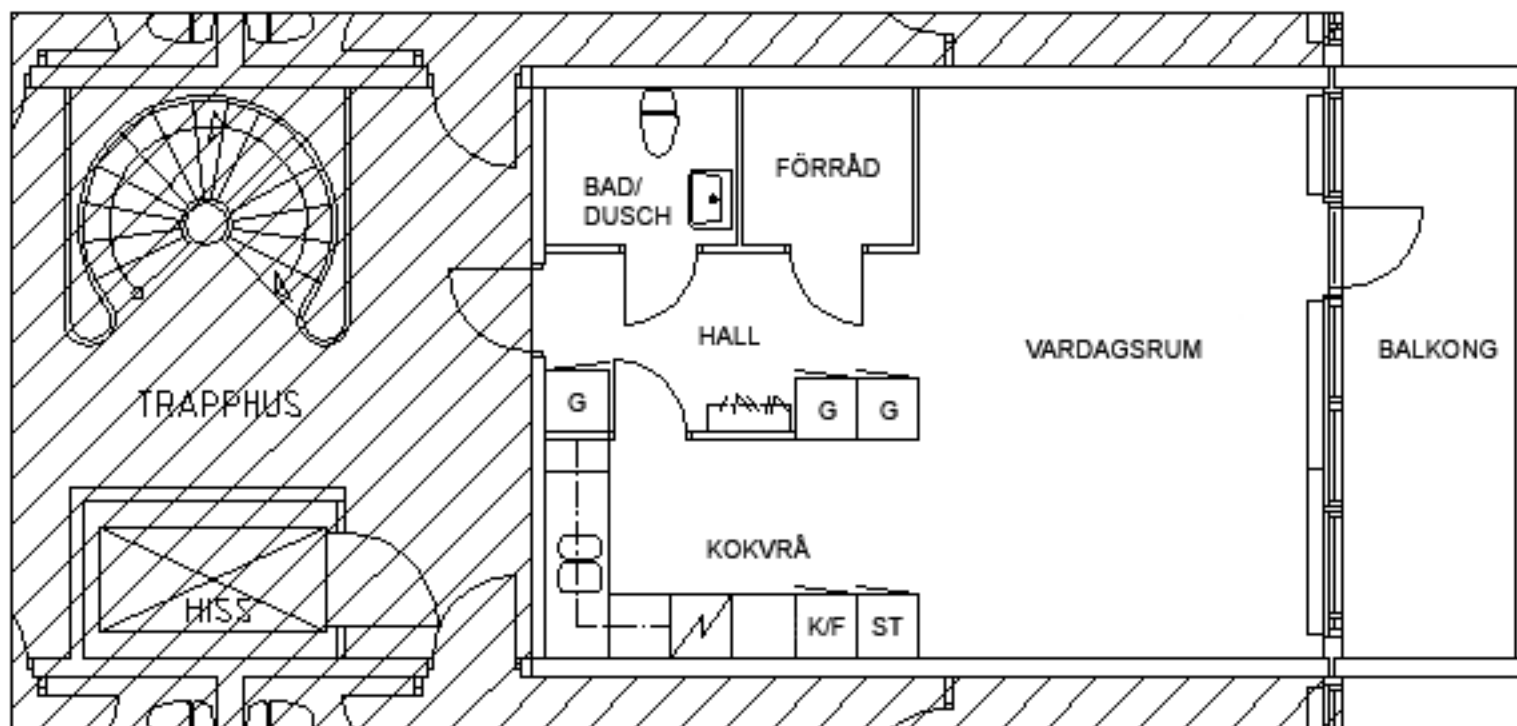 BAD/
DUSCH
FÖRRÅD
HALL
VARDAGSRUM
BALKONG
TRAPPHUS
G
G
G
KOKVRÅ
HISS
K/F
ST